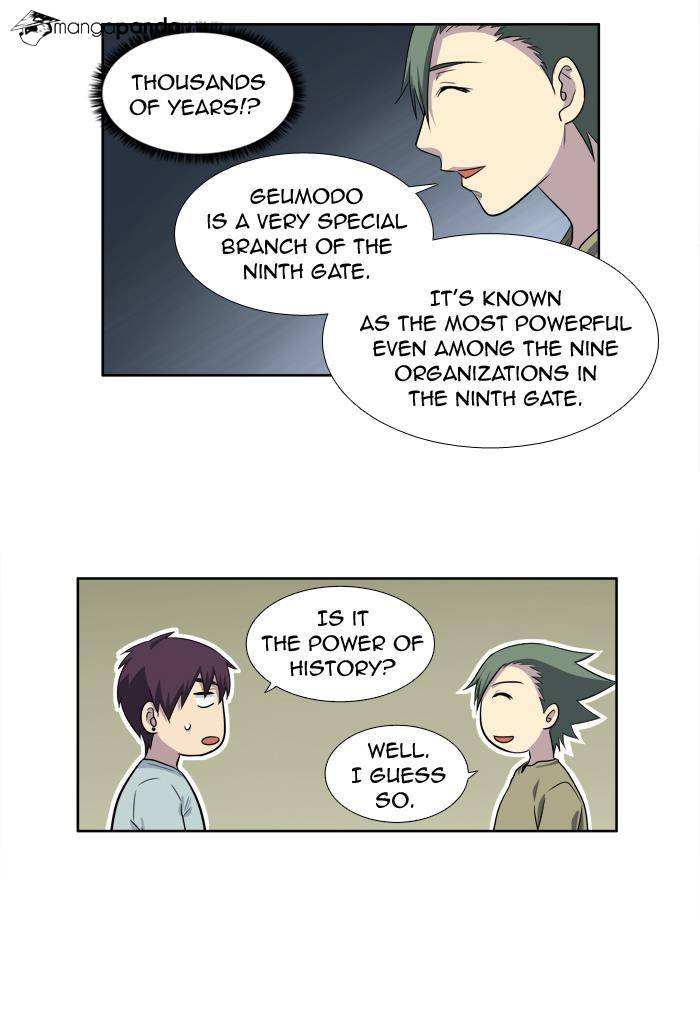 mangapanda
THOUSANDS
OF YEARS!?
GEUMODO
IS A VERY SPECIAL
BRANCH OF THE
NINTH GATE.
IT'S KNOWN
AS THE MOST POWERFUL
EVEN AMONG THE NINE
ORGANIZATIONS IN
THE NINTH GATE.
IS IT
THE POWER OF
HISTORY?
WELL.
I GUESS
SO.